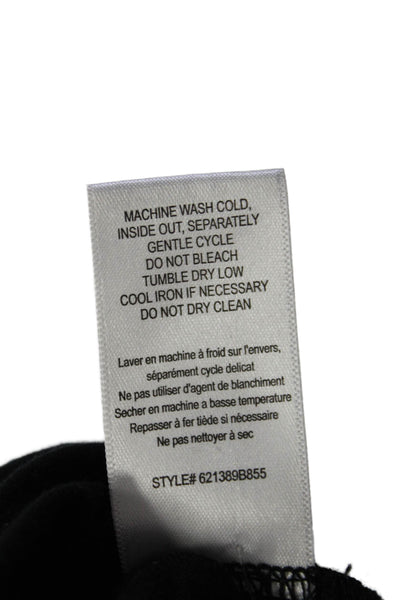 MACHINE WASH COLD,
INSIDE OUT, SEPARATELY
GENTLE CYCLE
DO NOT BLEACH
TUMBLE DRY LOW
COOL IRON IF NECESSARY
DO NOT DRY CLEAN
Laver en machine à froid sur l'envers,
séparément cycle delicat
Ne pas utiliser d'agent de blanchiment
Secher en machine a basse temperature
Repasser à fer tiède si nécessaire
Ne pas nettoyer à sec
STYLE# 621389B855